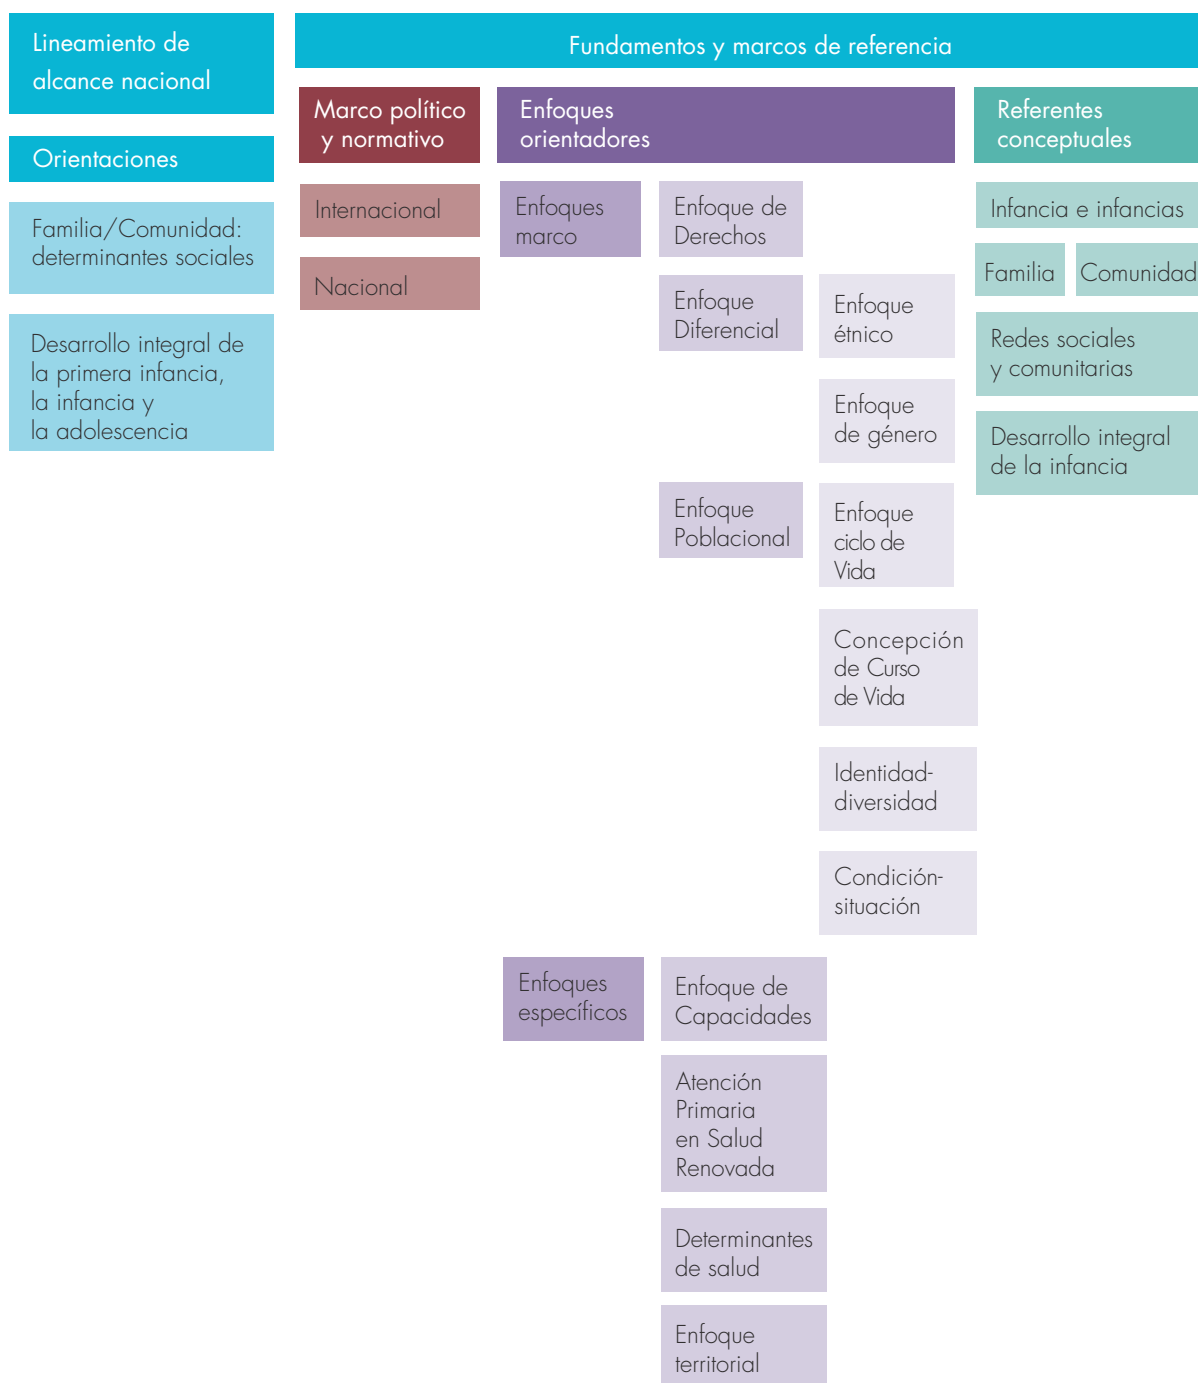 Lineamiento de
alcance nacional
Orientaciones
Familia/Comunidad:
determinantes sociales
Desarrollo integral de
la primera infancia,
la infancia y
la adolescencia
Fundamentos y marcos de referencia
Marco político
y normativo
Internacional
Nacional
Enfoques
orientadores
Enfoques
marco
Enfoque de
Derechos
Enfoque
Diferencial
Enfoque
étnico
Enfoque
de género
Enfoque
Poblacional
Enfoque
ciclo de
Vida
Concepción
de Curso
de Vida
Identidad-
diversidad
Condición-
situación
Enfoques
específicos
Enfoque de
Capacidades
Atención
Primaria
en Salud
Renovada
Determinantes
de salud
Enfoque
territorial
Referentes
conceptuales
Infancia e infancias
Familia
Comunidad
Redes sociales
y comunitarias
Desarrollo integral
de la infancia